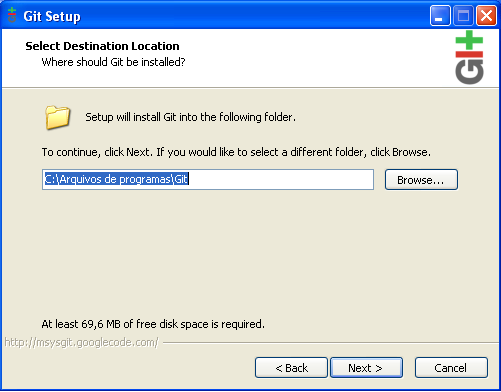 Git Setup
Select Destination Location
Where should Git be installed?
Setup will install Git into the following folder.
To continue, click Next. If you would like to select a different folder, click Browse.
C:\Arquivos de programas\Git
Browse...
At least 69,6 MB of free disk space is required.
http://msysgit.googlecode.com/
< Back
Next >
Cancel